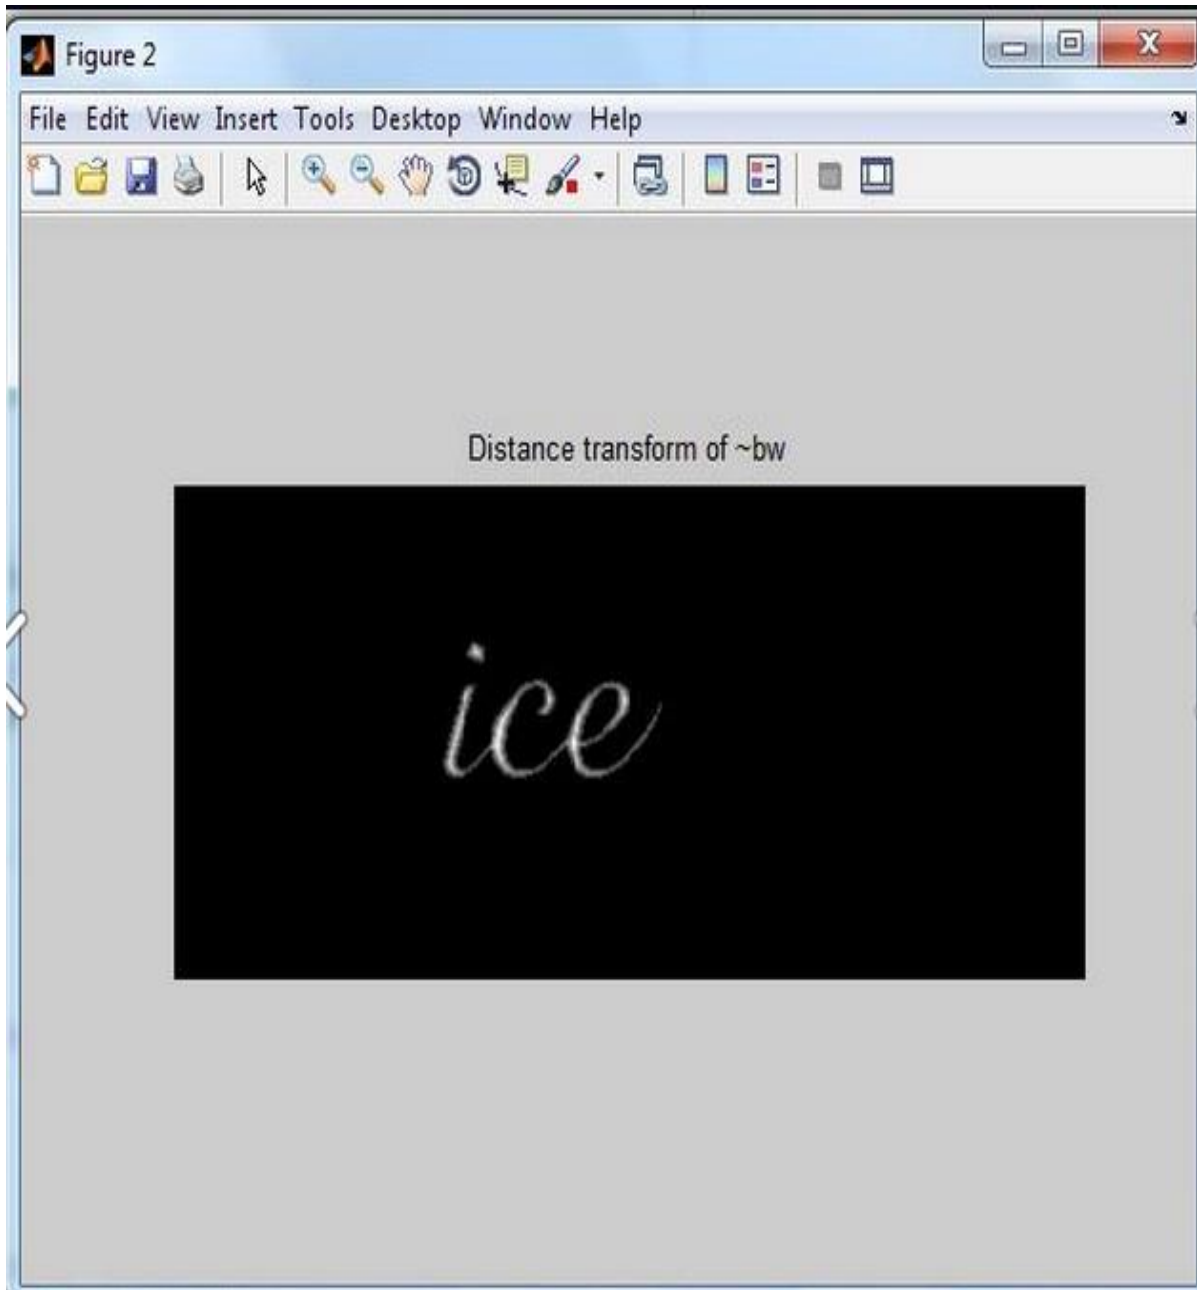 Figure 2
File Edit View Insert Tools Desktop Window Help
Distance transform of ~bw
ice